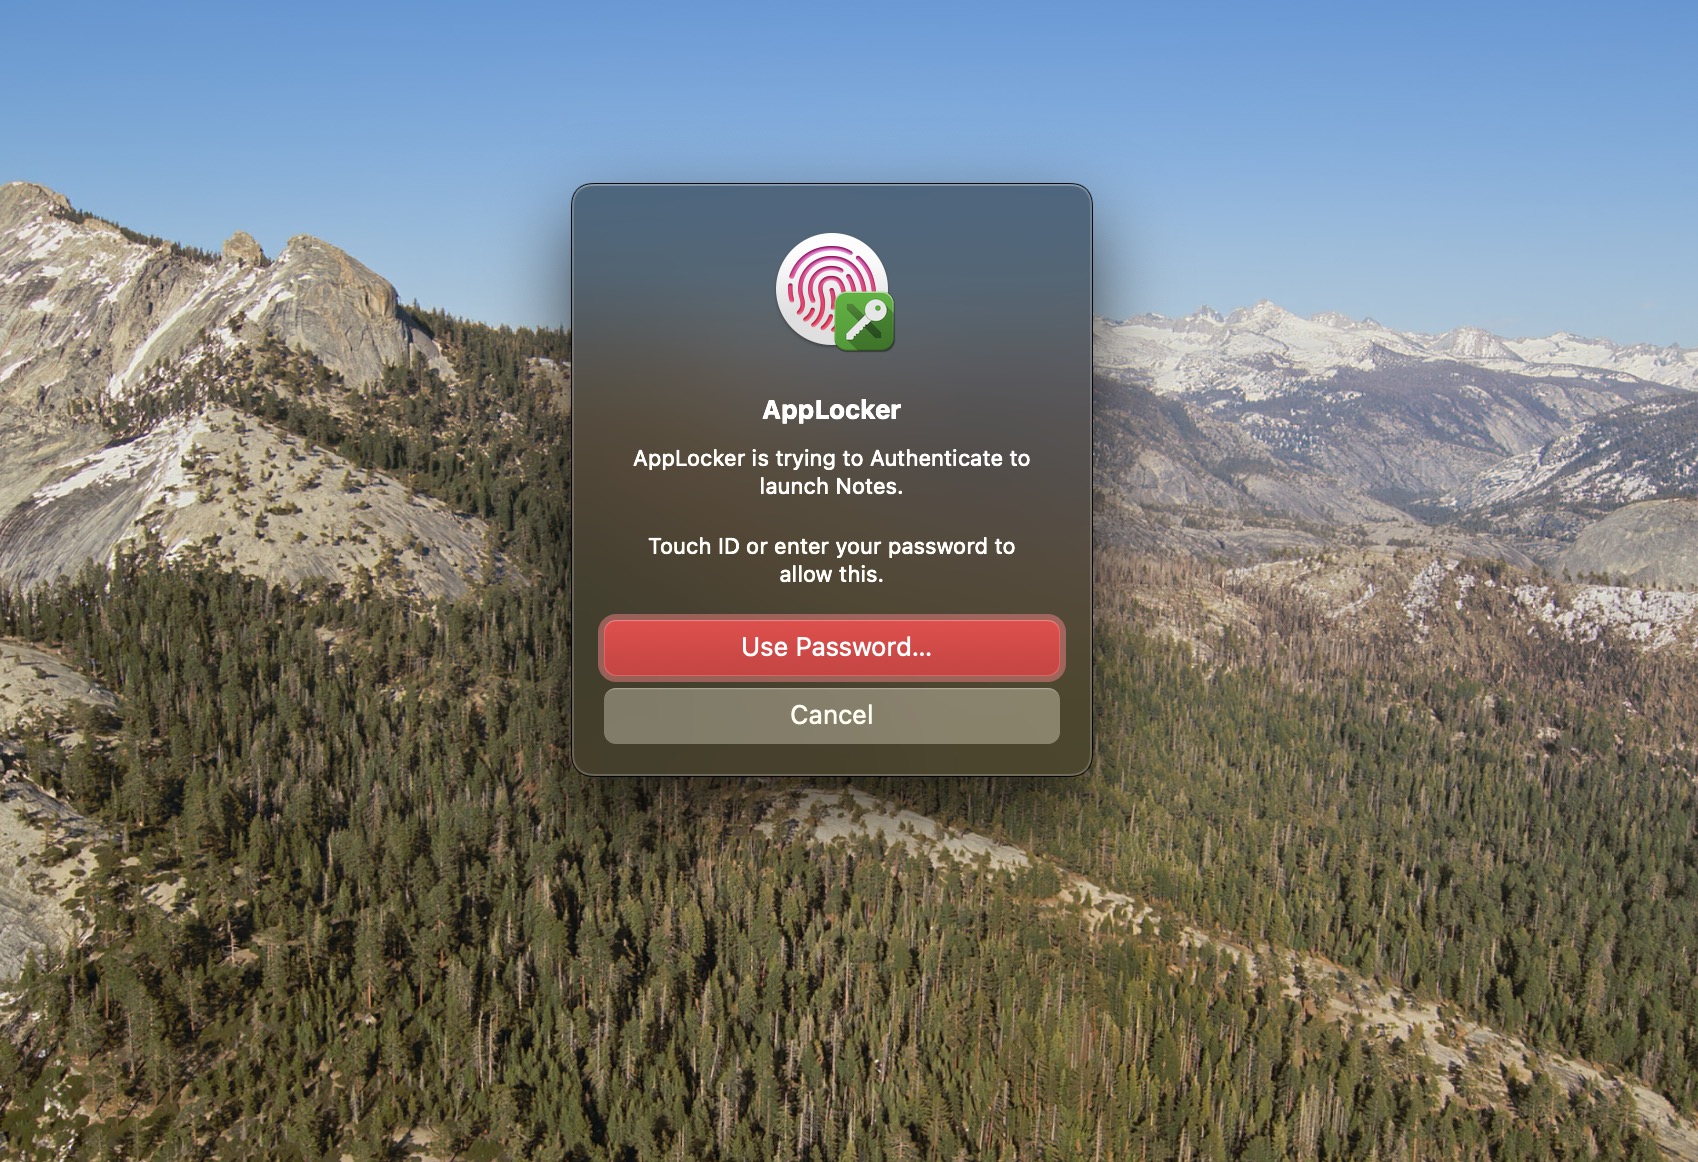 AppLocker
AppLocker is trying to Authenticate to
launch Notes.
Touch ID or enter your password to
allow this.
Use Password...
Cancel